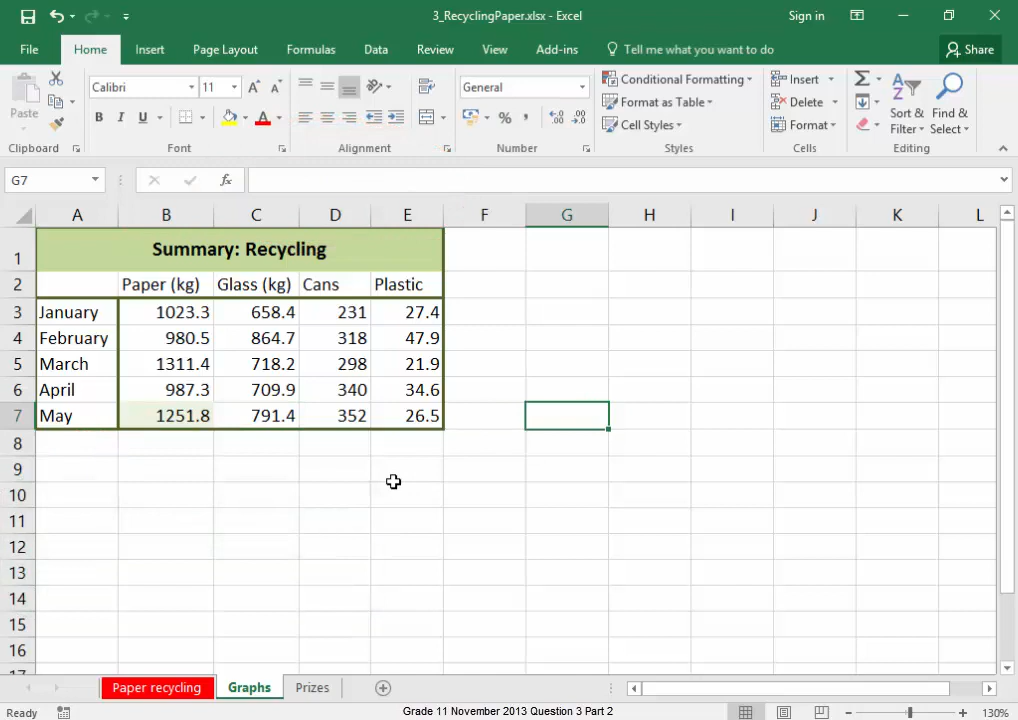 3_RecyclingPaper.xlsx - Excel
Sign in
File Home Insert Page Layout Formulas Data Review View Add-ins Tell me what you want to do Share
Paste
Calibri 11
B I U
A A A
General
% ,
Conditional Formatting
Format as Table
Cell Styles
Insert
Delete
Format
Sort & Filter
Find & Select
Clipboard Font Alignment Number Styles Cells Editing
G7 fx
A B C D E F G H I J K L
1 Summary: Recycling
2 Paper (kg) Glass (kg) Cans Plastic
3 January 1023.3 658.4 231 27.4
4 February 980.5 864.7 318 47.9
5 March 1311.4 718.2 298 21.9
6 April 987.3 709.9 340 34.6
7 May 1251.8 791.4 352 26.5
8
9
10
11
12
13
14
15
16
17
Paper recycling Graphs Prizes
Ready Grade 11 November 2013 Question 3 Part 2 130%